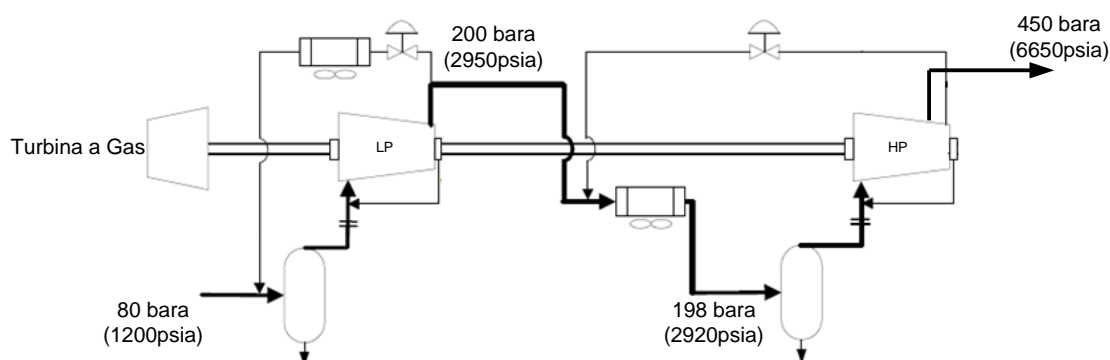 200 bara
(2950psia)
450 bara
(6650psia)
Turbina a Gas
LP
HP
80 bara
(1200psia)
198 bara
(2920psia)